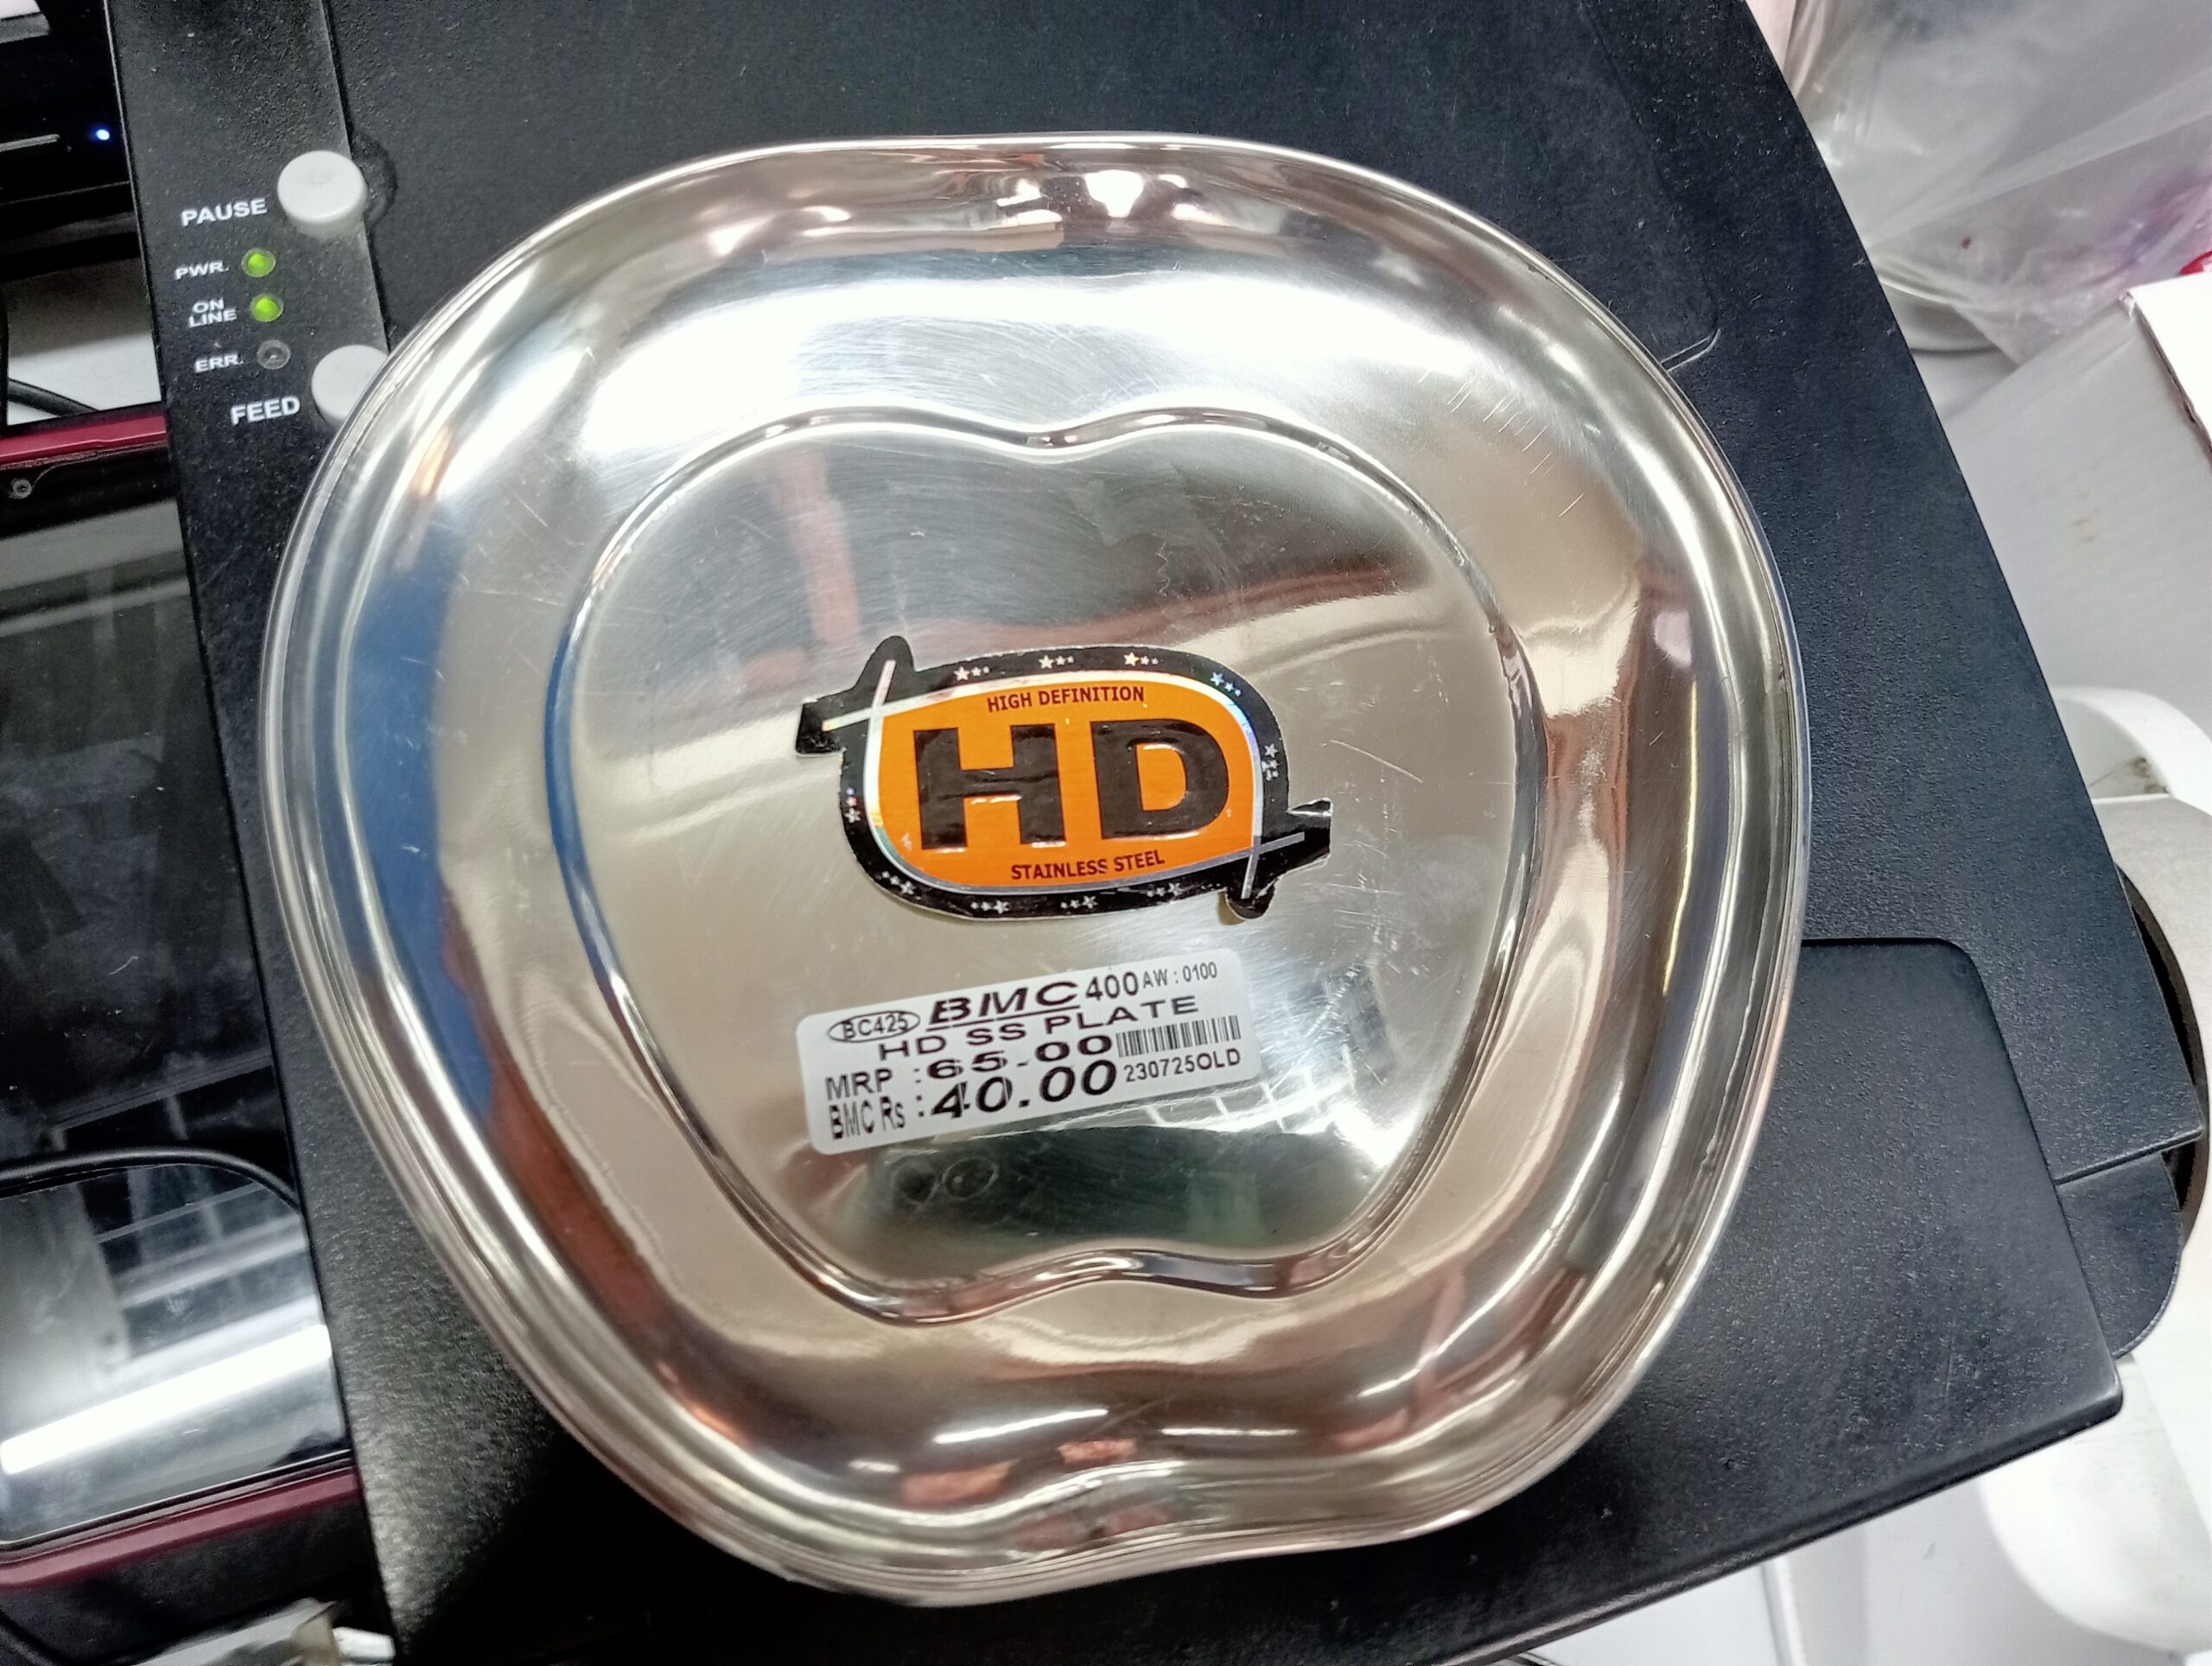 PAUSE
PWR.
ON
LINE
ERR.
FEED
HIGH DEFINITION
HD
STAINLESS STEEL
BC425 BMC 400 AW : 0100
HD SS PLATE
MRP : 65.00
BMC Rs : 40.00 230725OLD